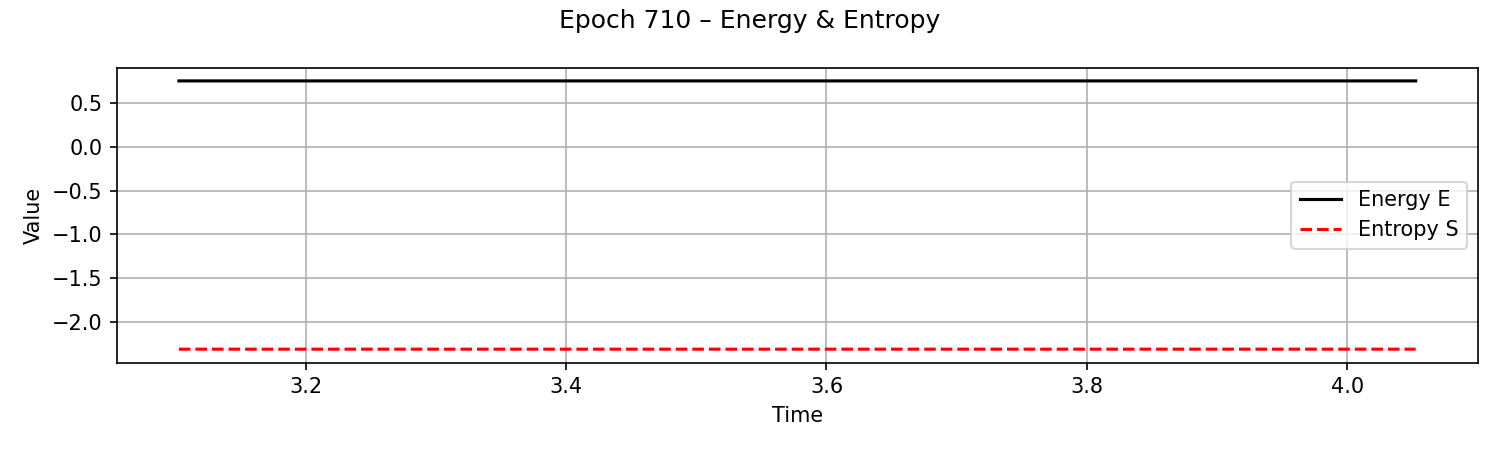 Epoch 710 – Energy & Entropy
0.5
0.0
−0.5
−1.0
−1.5
−2.0
Value
Energy E
Entropy S
3.2 3.4 3.6 3.8 4.0
Time